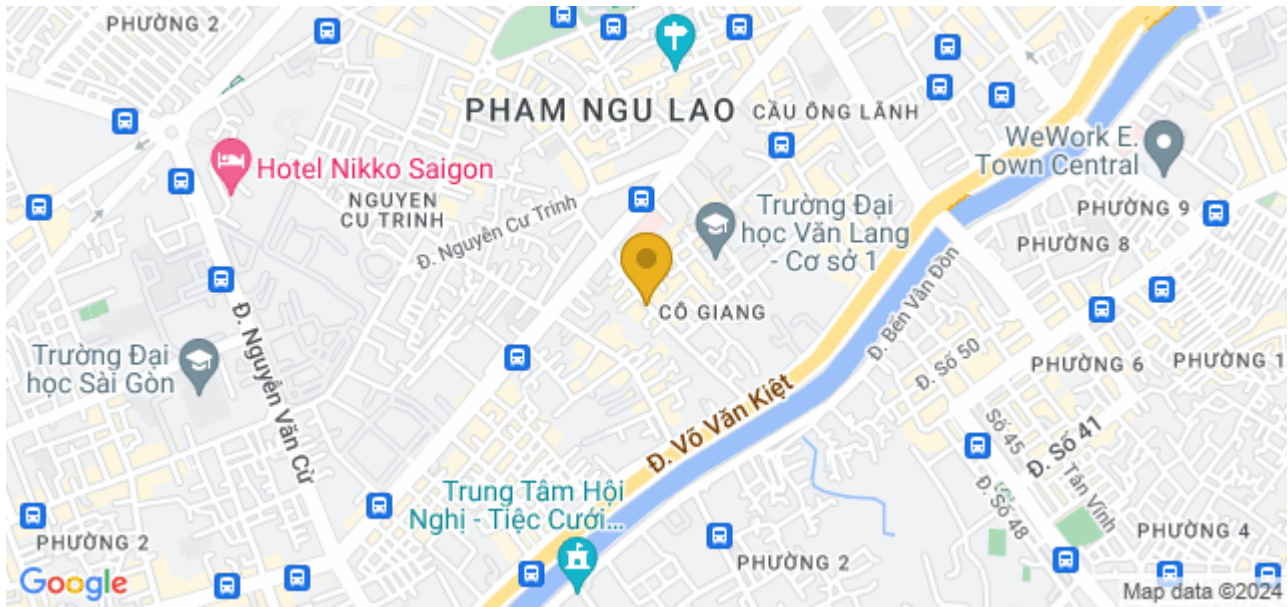 PHƯỜNG 2
PHAM NGU LAO
CẦU ÔNG LÃNH
WeWork E.
Town Central
Hotel Nikko Saigon
NGUYEN
CU TRINH
Đ. Nguyễn Cư Trinh
Trường Đại
học Văn Lang
- Cơ sở 1
PHƯỜNG 9
PHƯỜNG 8
CÔ GIANG
Đ. Bến Vân Đồn
Đ. Nguyễn Văn Cừ
Trường Đại
học Sài Gòn
Đ. Số 50
PHƯỜNG 6
PHƯỜNG 1
Đ. Võ Văn Kiệt
Số 45
Đ. Số 41
Tân Vĩnh
Đ. Số 48
Trung Tâm Hội
Nghị - Tiệc Cưới...
PHƯỜNG 2
PHƯỜNG 2
PHƯỜNG 4
Google
Map data ©2024